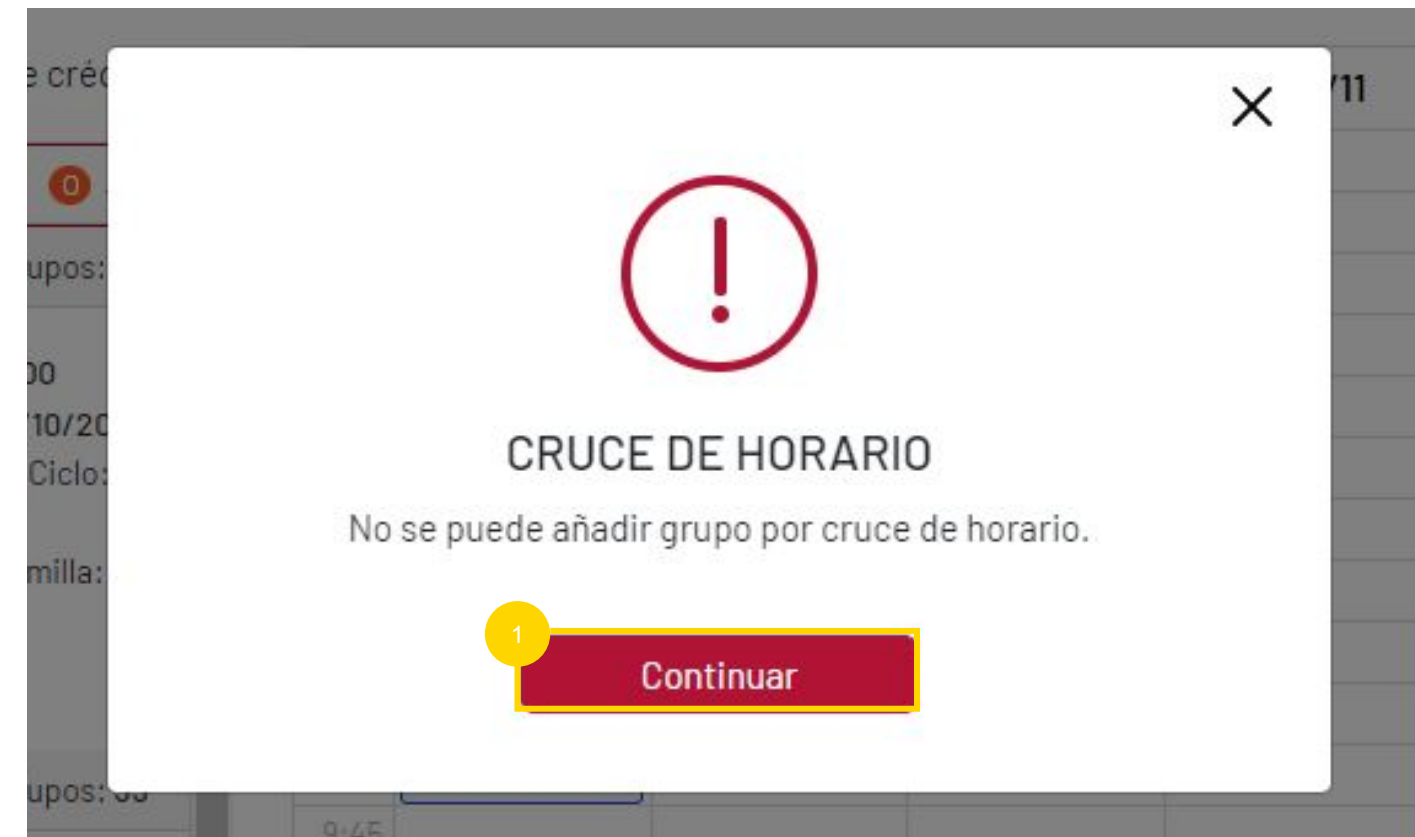 e créd
/11
0
upos:
00
/10/20
Ciclo:
milla:
CRUCE DE HORARIO
No se puede añadir grupo por cruce de horario.
1
Continuar
upos:
9:45